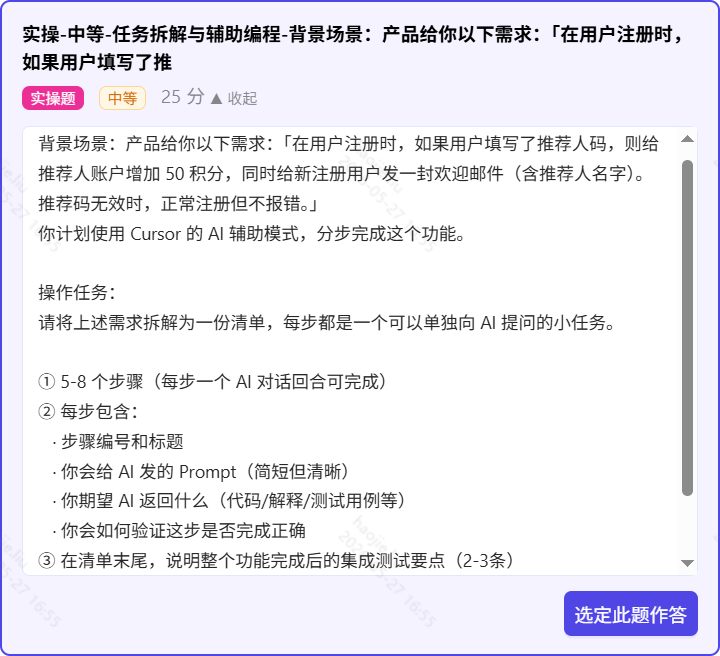 实操-中等-任务拆解与辅助编程-背景场景：产品给你以下需求：「在用户注册时，
如果用户填写了推
实操题 中等 25 分 ▲ 收起
背景场景：产品给你以下需求：「在用户注册时，如果用户填写了推荐人码，则给
推荐人账户增加 50 积分，同时给新注册用户发一封欢迎邮件（含推荐人名字）。
推荐码无效时，正常注册但不报错。」
你计划使用 Cursor 的 AI 辅助模式，分步完成这个功能。
操作任务：
请将上述需求拆解为一份清单，每步都是一个可以单独向 AI 提问的小任务。
① 5-8 个步骤（每步一个 AI 对话回合可完成）
② 每步包含：
· 步骤编号和标题
· 你会给 AI 发的 Prompt（简短但清晰）
· 你期望 AI 返回什么（代码/解释/测试用例等）
· 你会如何验证这步是否完成正确
③ 在清单末尾，说明整个功能完成后的集成测试要点（2-3条）
选定此题作答